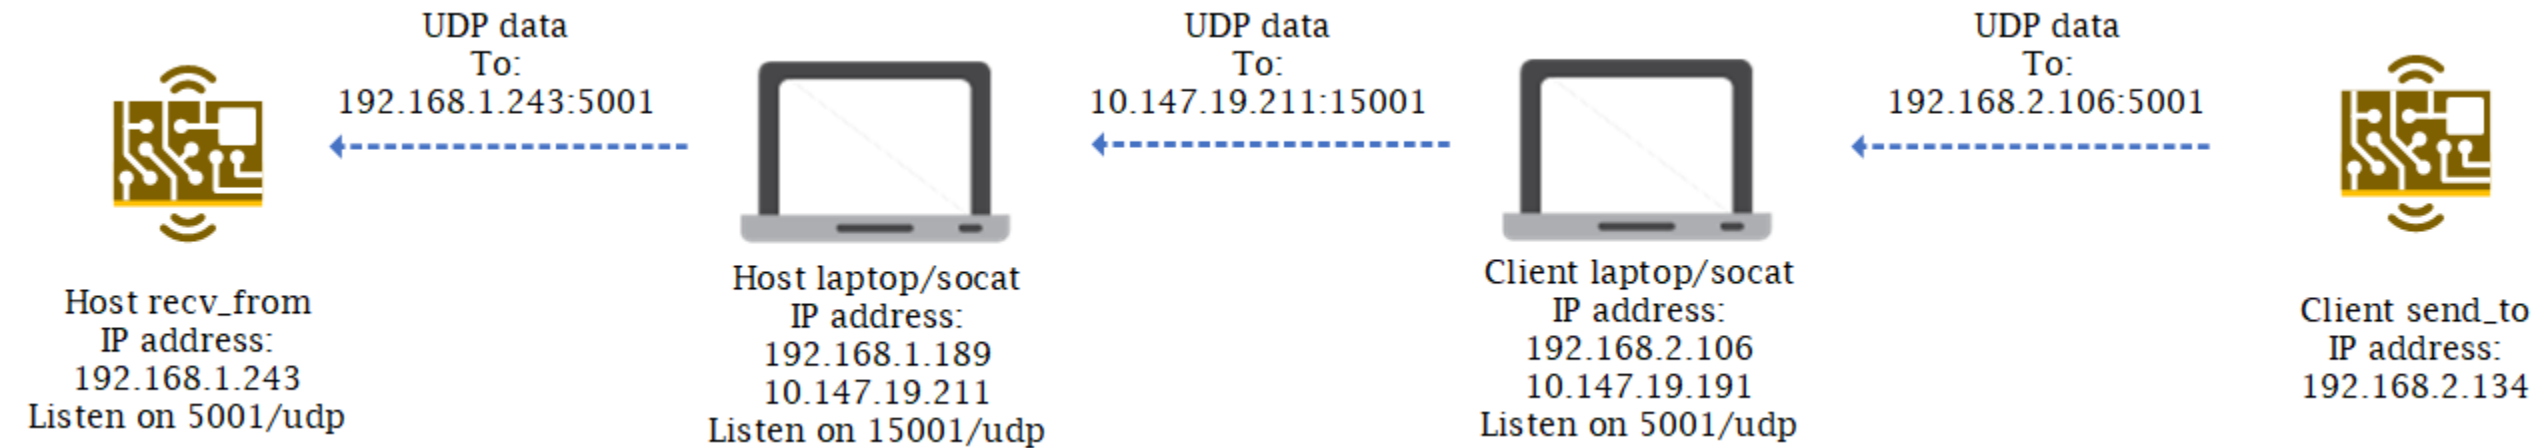 UDP data
To:
192.168.1.243:5001
UDP data
To:
10.147.19.211:15001
UDP data
To:
192.168.2.106:5001
Host recv_from
IP address:
192.168.1.243
Listen on 5001/udp
Host laptop/socat
IP address:
192.168.1.189
10.147.19.211
Listen on 15001/udp
Client laptop/socat
IP address:
192.168.2.106
10.147.19.191
Listen on 5001/udp
Client send_to
IP address:
192.168.2.134